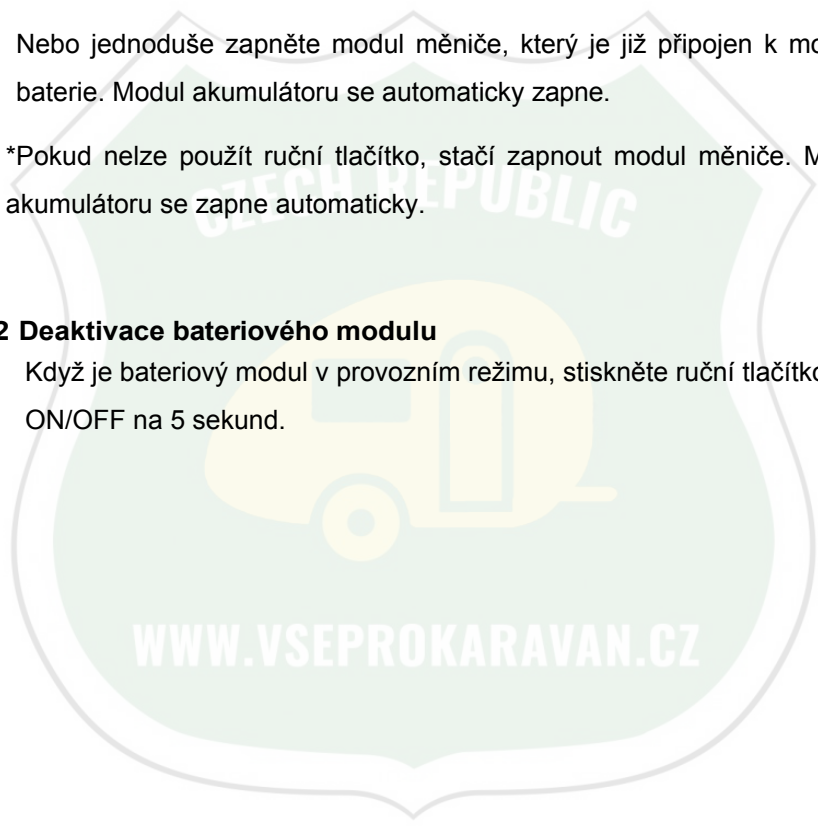 Nebo jednoduše zapněte modul měniče, který je již připojen k
baterie. Modul akumulátoru se automaticky zapne.
*Pokud nelze použít ruční tlačítko, stačí zapnout modul měniče.
akumulátoru se zapne automaticky.
CZECH REPUBLIC
2 Deaktivace bateriového modulu
Když je bateriový modul v provozním režimu, stiskněte ruční tlačítko
ON/OFF na 5 sekund.
WWW.VSEPROKARAVAN.CZ